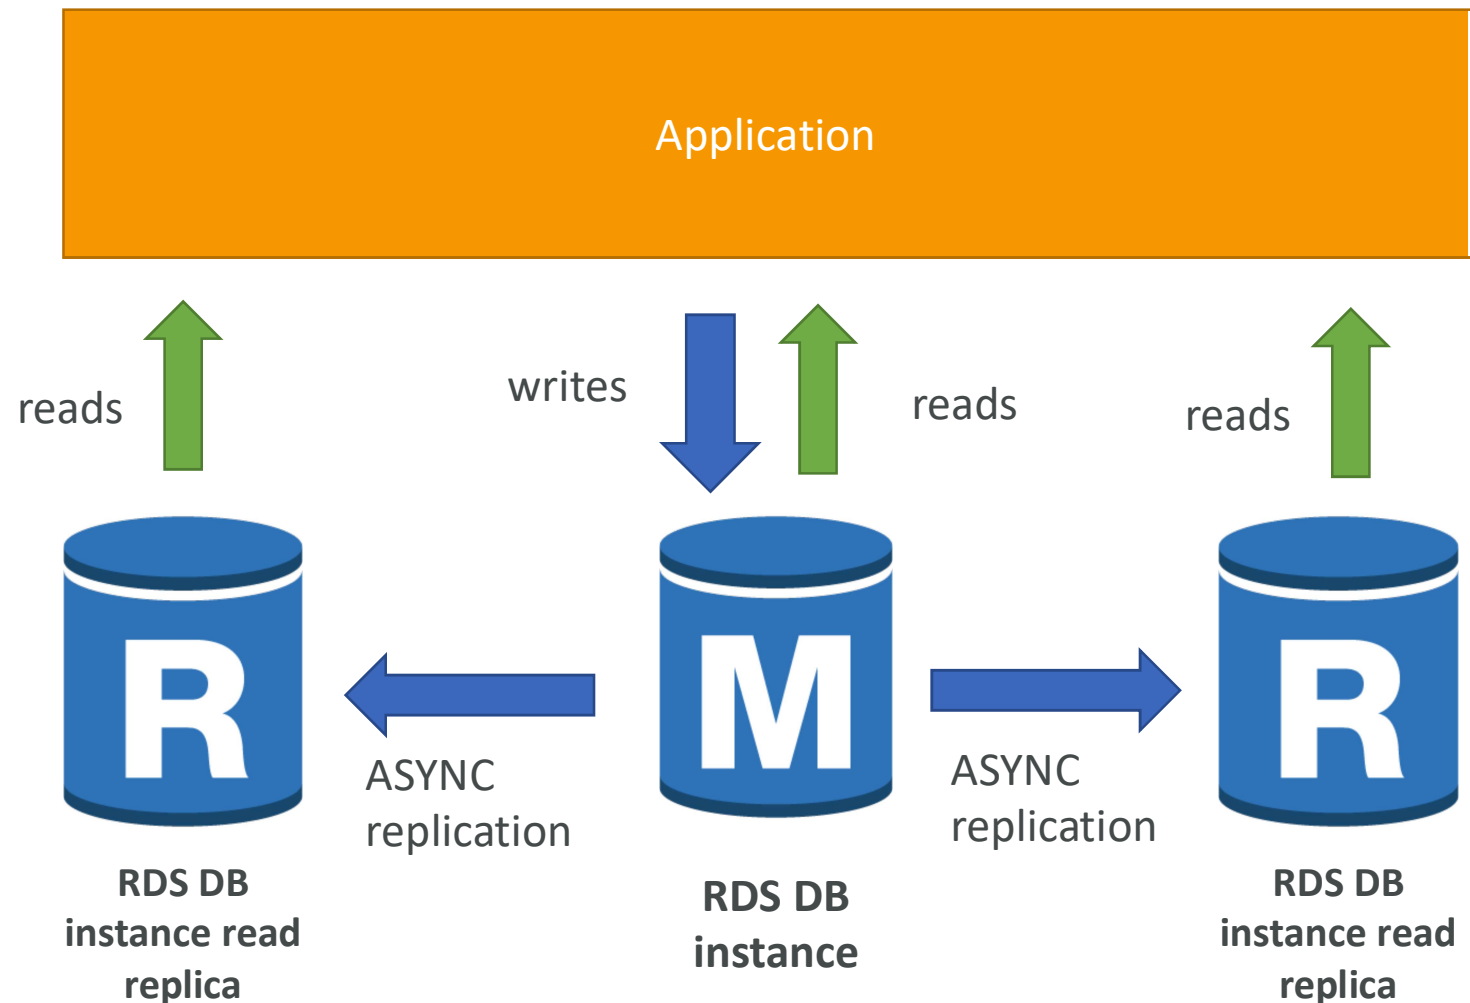 Application
reads
writes
reads
reads
R
M
R
ASYNC
replication
ASYNC
replication
RDS DB
instance read
replica
RDS DB
instance
RDS DB
instance read
replica